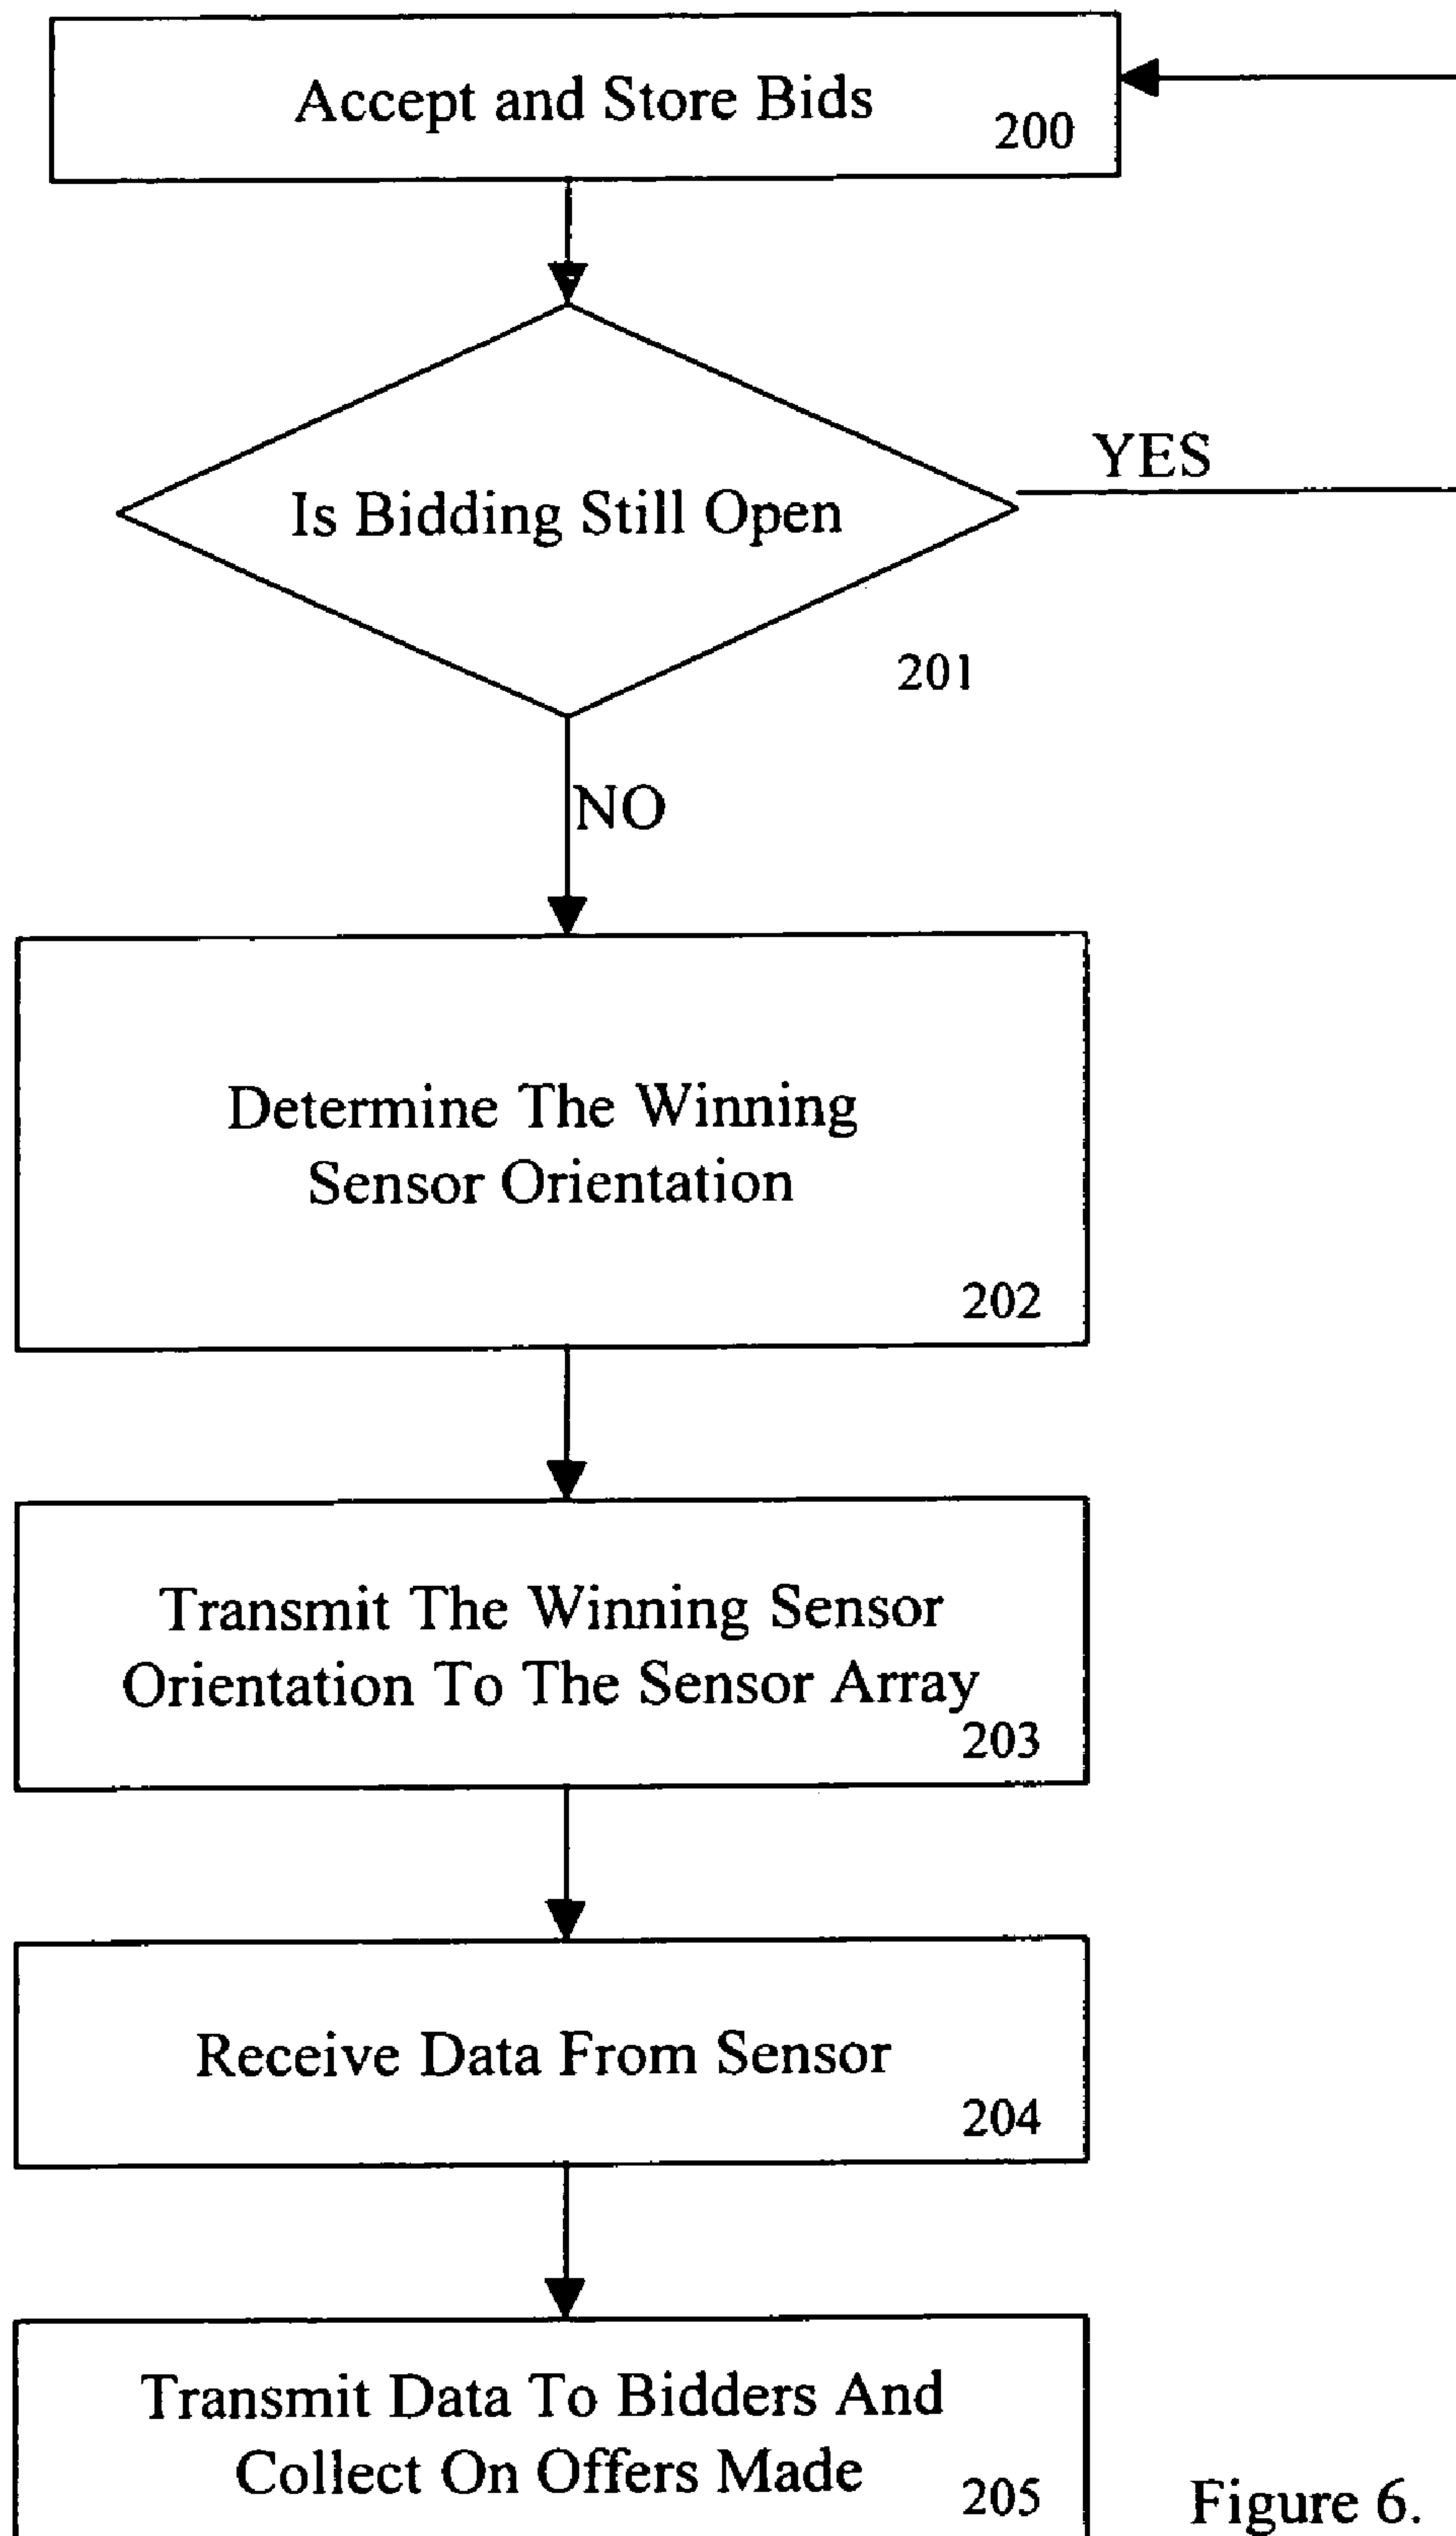 Accept and Store Bids
200
Is Bidding Still Open
YES
201
NO
Determine The Winning
Sensor Orientation
202
Transmit The Winning Sensor
Orientation To The Sensor Array
203
Receive Data From Sensor
204
Transmit Data To Bidders And
Collect On Offers Made
205
Figure 6.